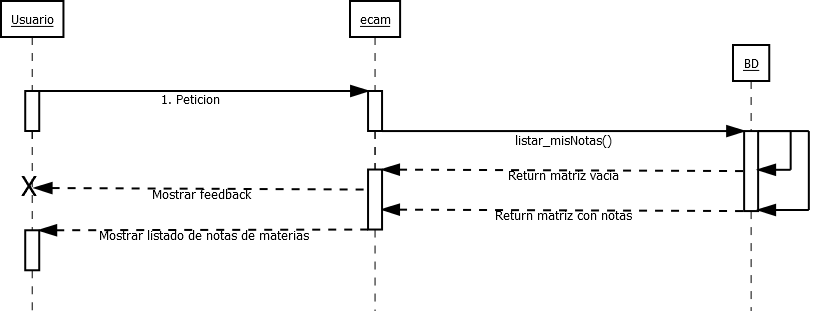 Usuario
ecam
BD
1. Peticion
listar_misNotas()
Return matriz vacia
X
Mostrar feedback
Return matriz con notas
Mostrar listado de notas de materias